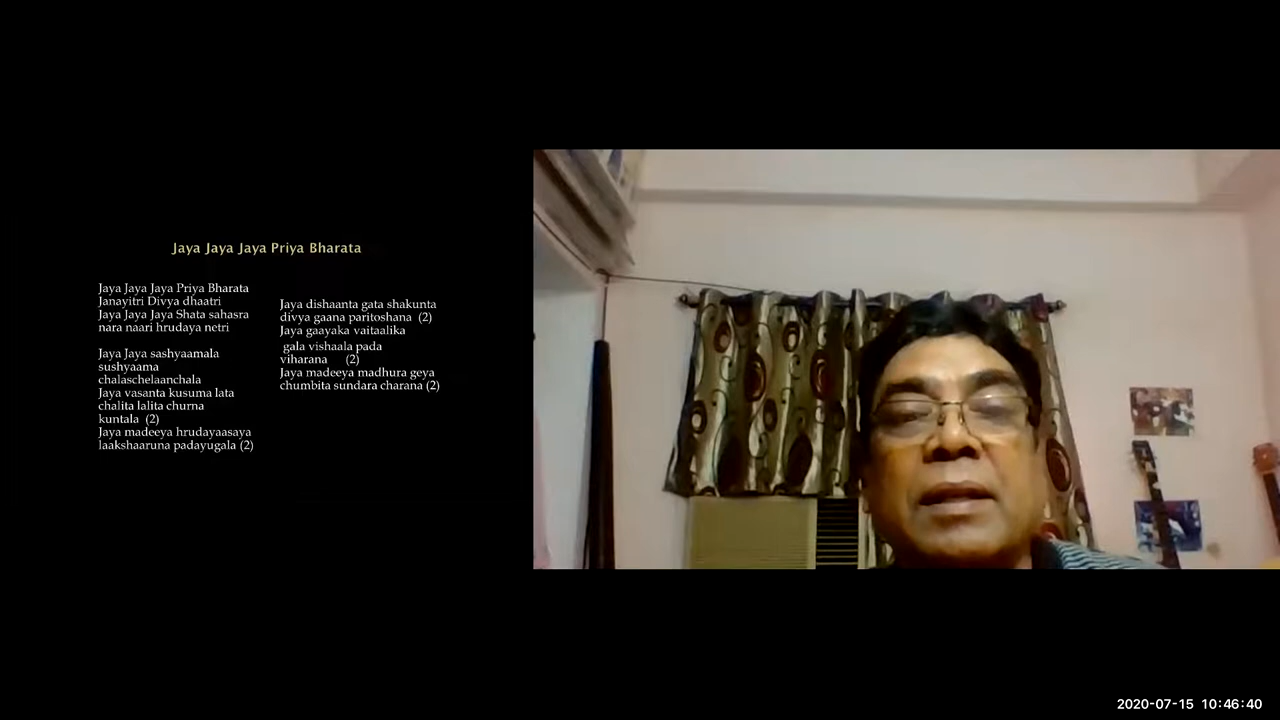 Jaya Jaya Jaya Priya Bharata
Jaya Jaya Jaya Priya Bharata
Janayitri Divya dhaatri
Jaya Jaya Jaya Shata sahasra
nara naari hrudaya netri
Jaya Jaya sashyaamala
sushyaama
chalaschelaanchala
Jaya vasanta kusuma lata
chalita lalita churna
kuntala (2)
Jaya madeeya hrudayaasaya
laakshaaruna padayugala (2)
Jaya dishaanta gata shakunta
divya gaana paritoshana (2)
Jaya gaayaka vaitaalika
gala vishaala pada
viharana (2)
Jaya madeeya madhura geya
chumbita sundara charana (2)
2020-07-15 10:46:40